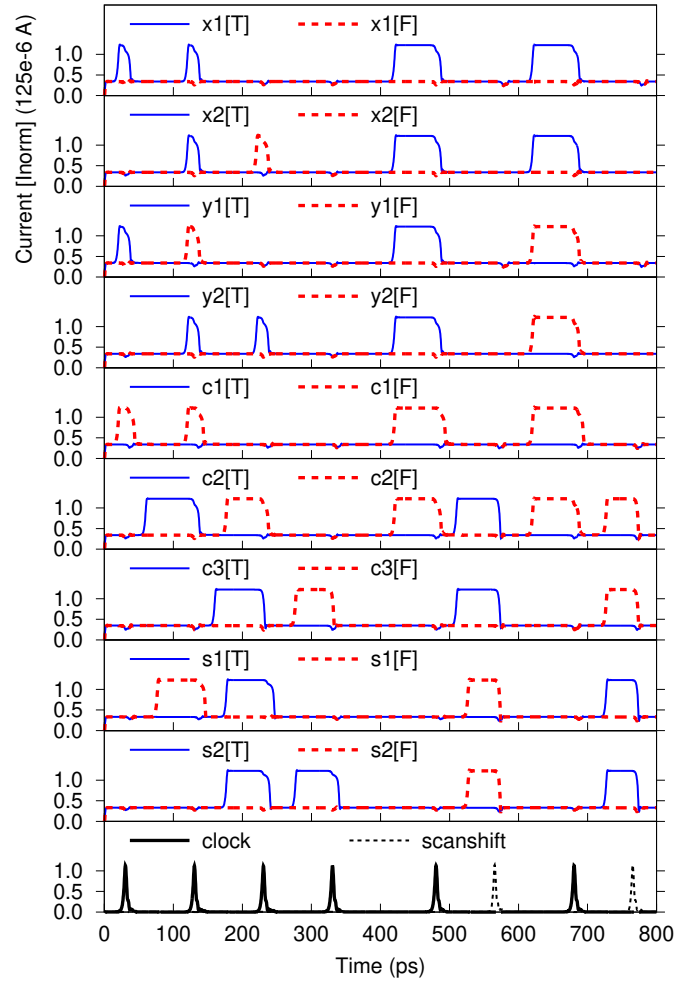 Current [Inorm] (125e-6 A)
x1[T] x1[F]
1.0
0.5
0.0
x2[T] x2[F]
1.0
0.5
0.0
y1[T] y1[F]
1.0
0.5
0.0
y2[T] y2[F]
1.0
0.5
0.0
c1[T] c1[F]
1.0
0.5
0.0
c2[T] c2[F]
1.0
0.5
0.0
c3[T] c3[F]
1.0
0.5
0.0
s1[T] s1[F]
1.0
0.5
0.0
s2[T] s2[F]
1.0
0.5
0.0
clock scanshift
1.0
0.5
0.0
0 100 200 300 400 500 600 700 800
Time (ps)